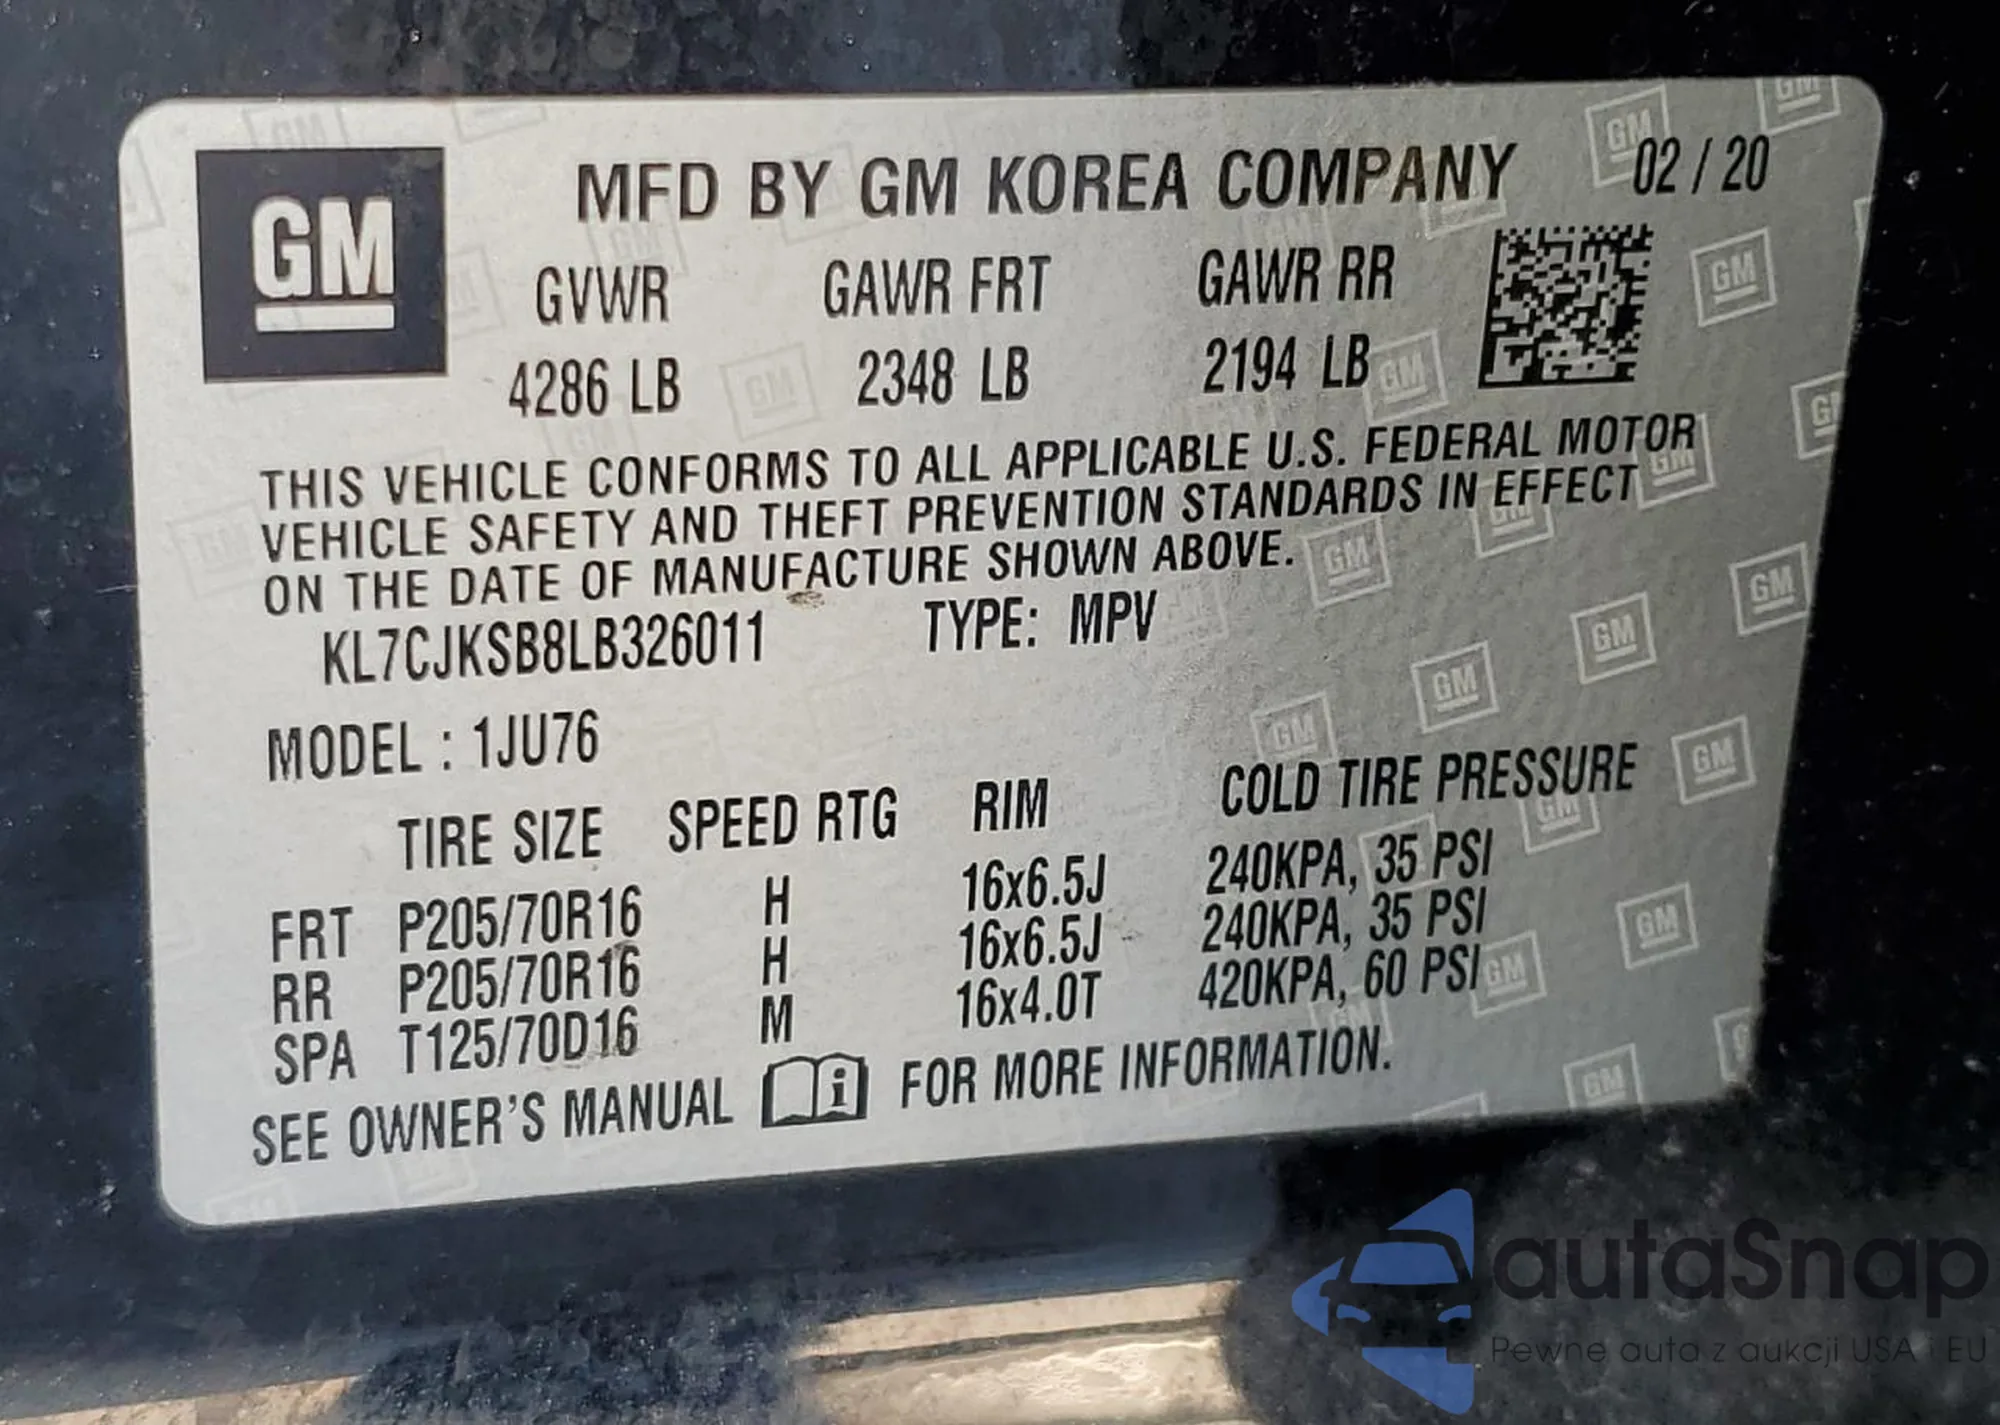 GM
MFD BY GM KOREA COMPANY 02 / 20
GVWR GAWR FRT GAWR RR
4286 LB 2348 LB 2194 LB
THIS VEHICLE CONFORMS TO ALL APPLICABLE U.S. FEDERAL MOTOR
VEHICLE SAFETY AND THEFT PREVENTION STANDARDS IN EFFECT
ON THE DATE OF MANUFACTURE SHOWN ABOVE.
KL7CJKSB8LB326011 TYPE: MPV
MODEL : 1JU76
TIRE SIZE SPEED RTG RIM COLD TIRE PRESSURE
FRT P205/70R16 H 16x6.5J 240KPA, 35 PSI
RR P205/70R16 H 16x6.5J 240KPA, 35 PSI
SPA T125/70D16 M 16x4.0T 420KPA, 60 PSI
SEE OWNER'S MANUAL i FOR MORE INFORMATION.
autaSnap
Pewne auta z aukcji USA i EU